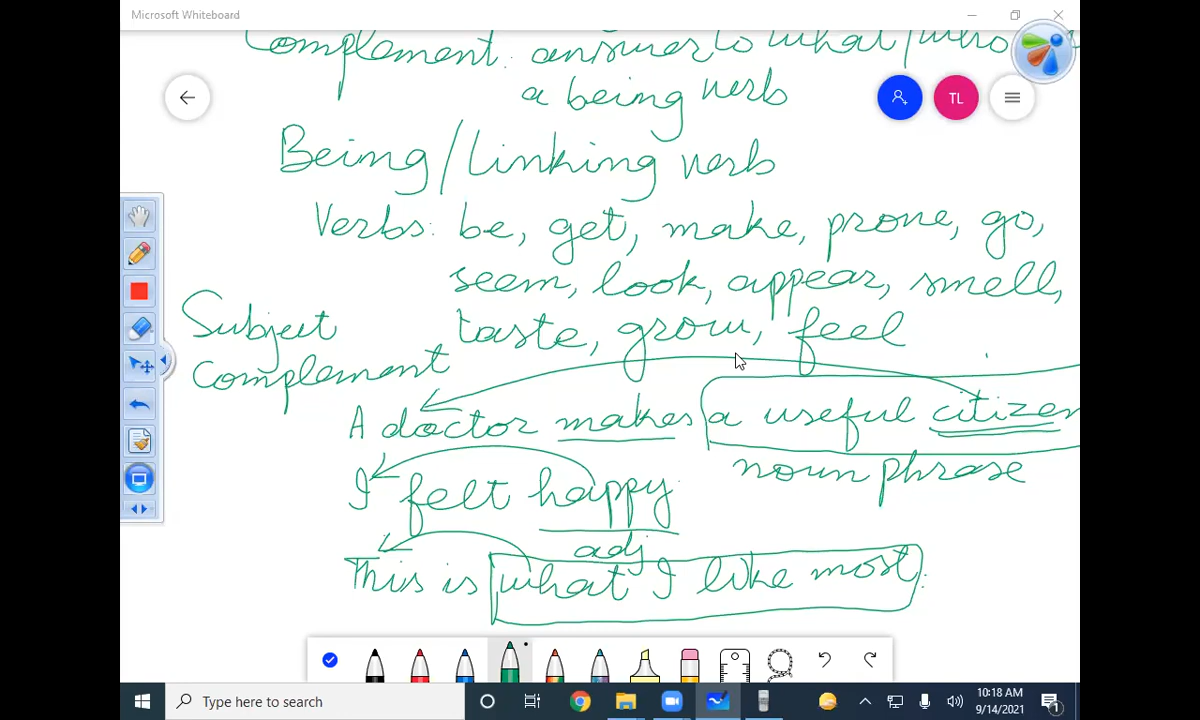 Microsoft Whiteboard
Complement: answer to what/who
a being verb
TL
Being/linking verb
Verbs: be, get, make, prone, go,
seem, look, appear, smell,
Subject taste, grow, feel
complement
A doctor makes a useful citizen
noun phrase
I felt happy
adj
This is what I like most.
Type here to search
10:18 AM
9/14/2021
1